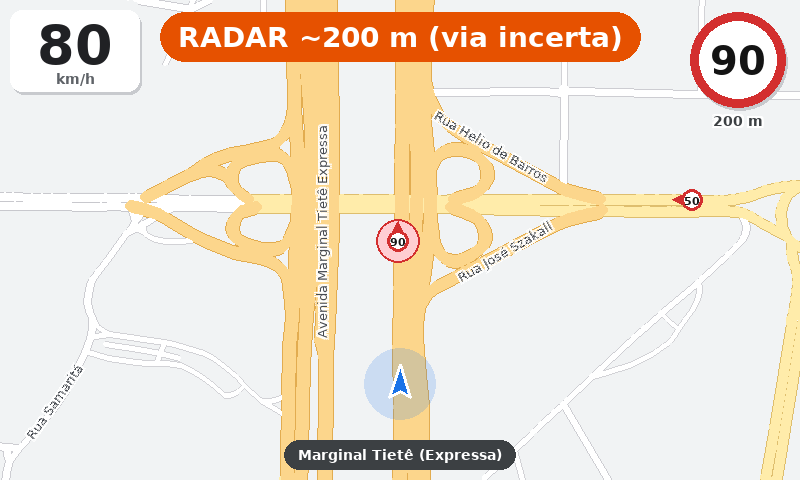 80
km/h
RADAR ~200 m (via incerta)
90
200 m
Rua Helio de Barros
Avenida Marginal Tietê Expressa
50
90
Rua José Szakall
Rua Samaritá
Marginal Tietê (Expressa)